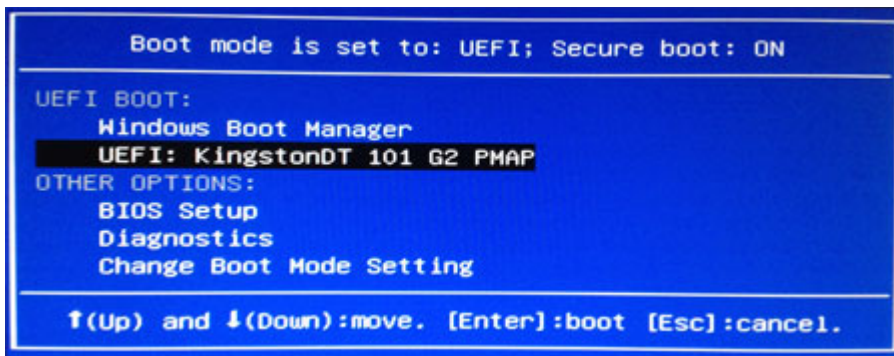 Boot mode is set to: UEFI; Secure boot: ON
UEFI BOOT:
Windows Boot Manager
UEFI: KingstonDT 101 G2 PMAP
OTHER OPTIONS:
BIOS Setup
Diagnostics
Change Boot Mode Setting
↑(Up) and ↓(Down):move. [Enter]:boot [Esc]:cancel.